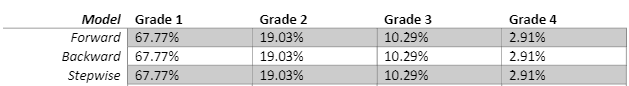 Model Grade 1 Grade 2 Grade 3 Grade 4
Forward 67.77% 19.03% 10.29% 2.91%
Backward 67.77% 19.03% 10.29% 2.91%
Stepwise 67.77% 19.03% 10.29% 2.91%